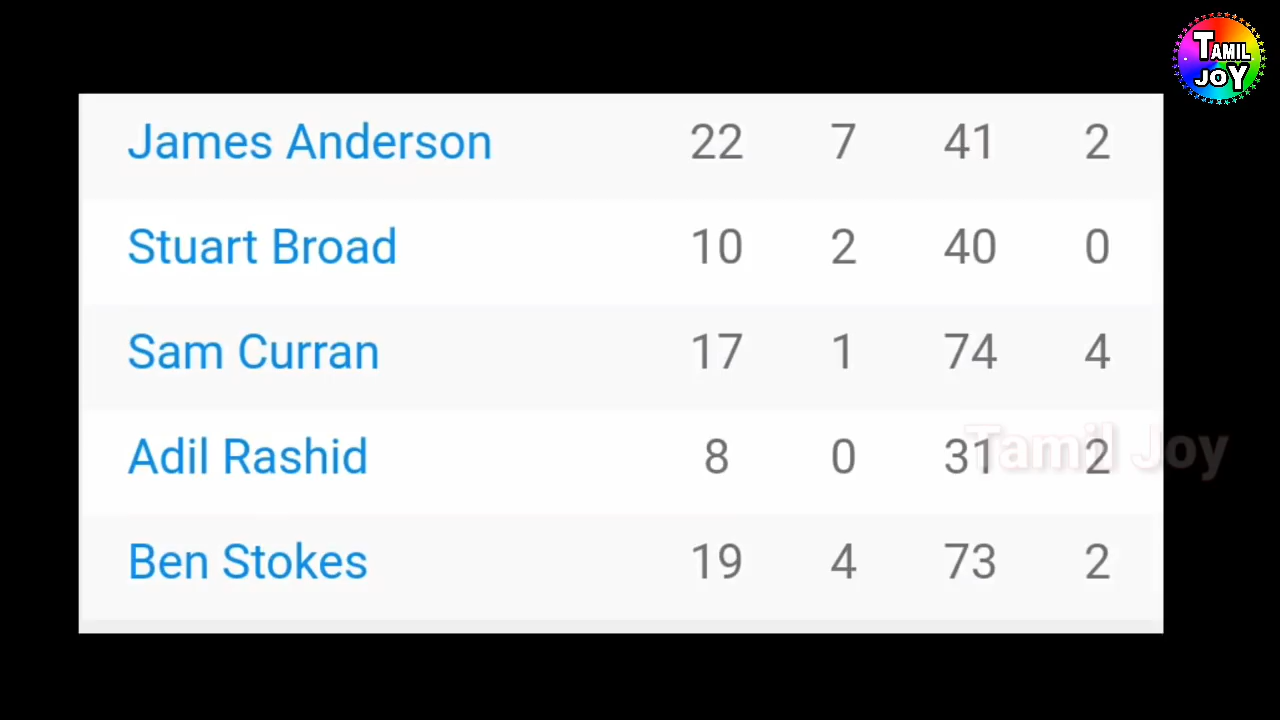 TAMIL
JOY
James Anderson 22 7 41 2
Stuart Broad 10 2 40 0
Sam Curran 17 1 74 4
Adil Rashid 8 0 31 2
Tamil Joy
Ben Stokes 19 4 73 2